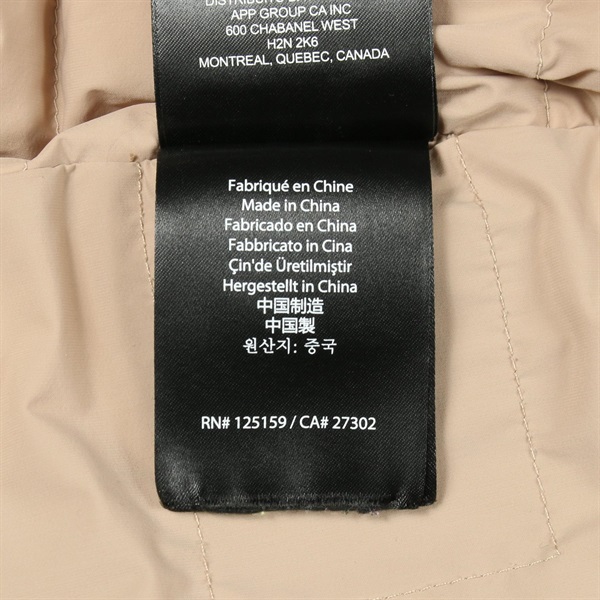 APP GROUP CA INC
600 CHABANEL WEST
H2N 2K6
MONTREAL, QUEBEC, CANADA
Fabriqué en Chine
Made in China
Fabricado en China
Fabbricato in Cina
Çin'de Üretilmiştir
Hergestellt in China
中国制造
中国製
원산지: 중국
RN# 125159 / CA# 27302